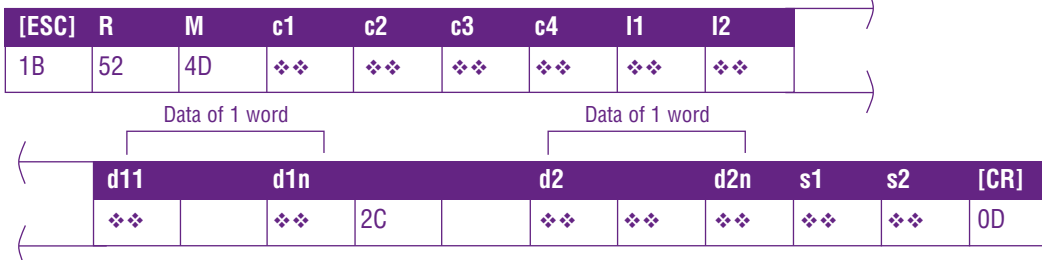 [ESC] R M c1 c2 c3 c4 l1 l2
1B 52 4D ❖❖ ❖❖ ❖❖ ❖❖ ❖❖ ❖❖
Data of 1 word Data of 1 word
d11 d1n d2 d2n s1 s2 [CR]
❖❖ ❖❖ 2C ❖❖ ❖❖ ❖❖ ❖❖ ❖❖ 0D